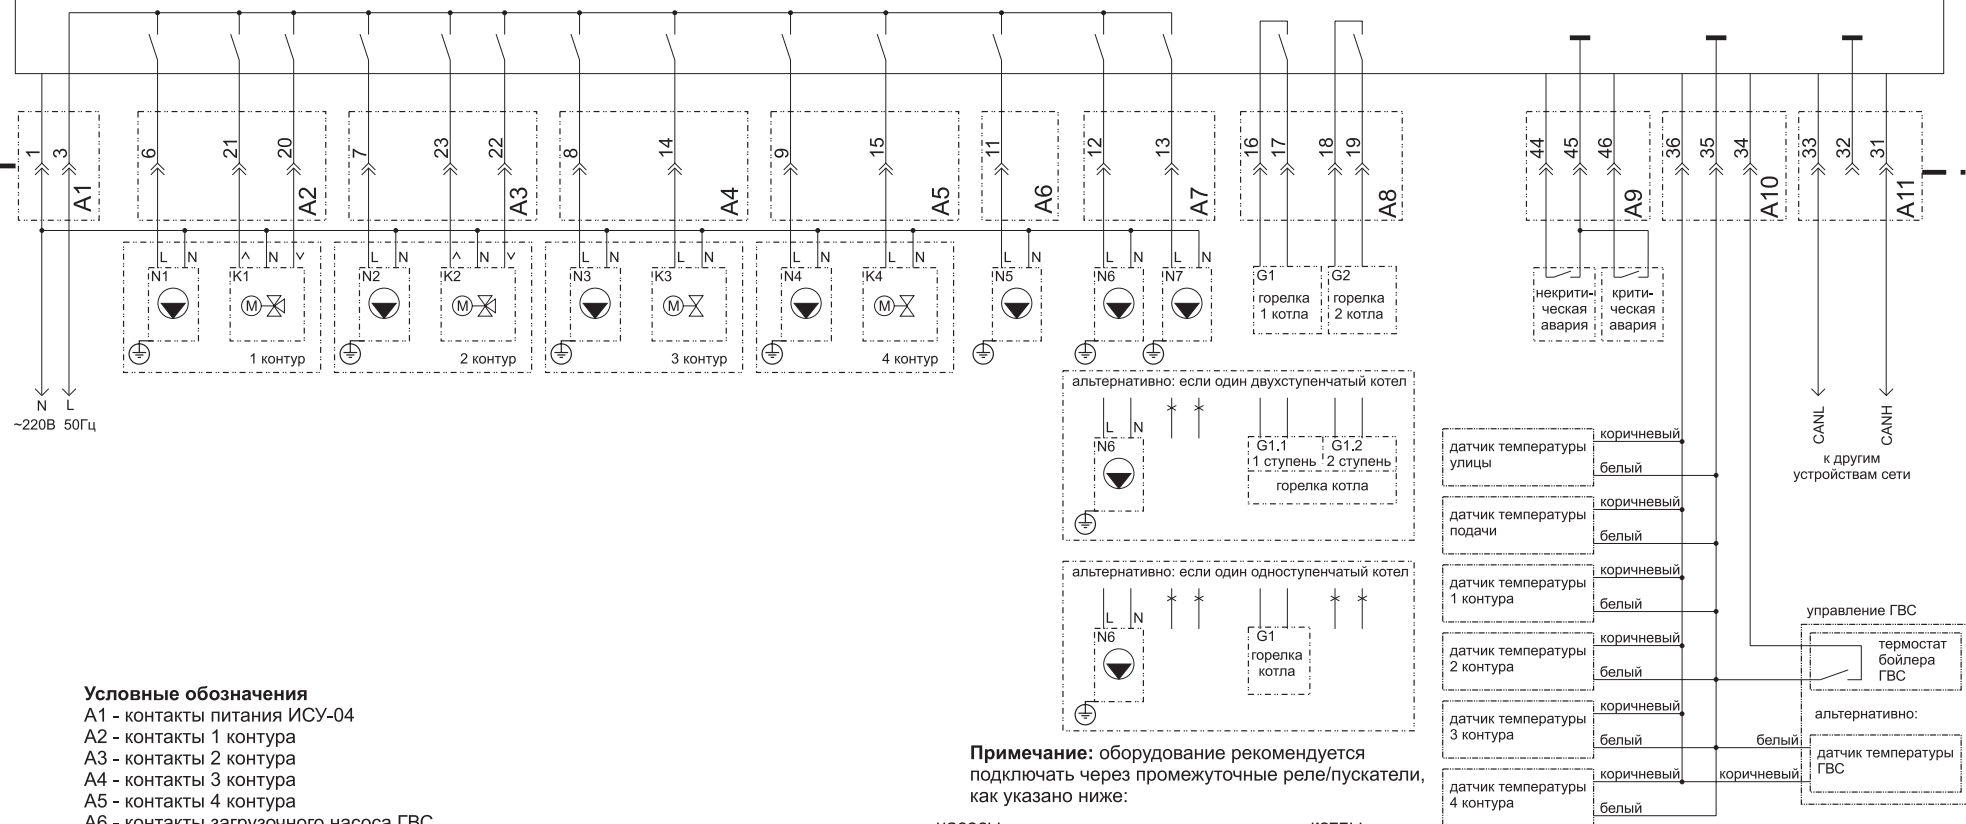 1
3
A1
6
21
20
A2
7
23
22
A3
8
14
A4
9
15
A5
11
A6
12
13
A7
16
17
18
19
A8
44
45
46
A9
36
35
34
A10
33
32
31
A11
L N
N1
< N >
K1
1 контур
L N
N2
< N >
K2
2 контур
L N
N3
L N
K3
3 контур
L N
N4
L N
K4
4 контур
L N
N5
L N
N6
L N
N7
M
M
M
M
G1
горелка
1 котла
G2
горелка
2 котла
некрити-
ческая
авария
крити-
ческая
авария
N L
~220В 50Гц
альтернативно: если один двухступенчатый котел
L N
N6
G1.1
1 ступень
G1.2
2 ступень
горелка котла
альтернативно: если один одноступенчатый котел
L N
N6
G1
горелка
котла
CANL
CANH
к другим
устройствам сети
датчик температуры
улицы
коричневый
белый
датчик температуры
подачи
коричневый
белый
датчик температуры
1 контура
коричневый
белый
датчик температуры
2 контура
коричневый
белый
датчик температуры
3 контура
коричневый
белый
датчик температуры
4 контура
коричневый
белый
управление ГВС
термостат
бойлера
ГВС
альтернативно:
белый
коричневый
датчик температуры
ГВС
Условные обозначения
А1 - контакты питания ИСУ-04
А2 - контакты 1 контура
А3 - контакты 2 контура
А4 - контакты 3 контура
А5 - контакты 4 контура
А6 - контакты загрузочного насоса ГВС
Примечание: оборудование рекомендуется
подключать через промежуточные реле/пускатели,
как указано ниже:
насосы
котлы